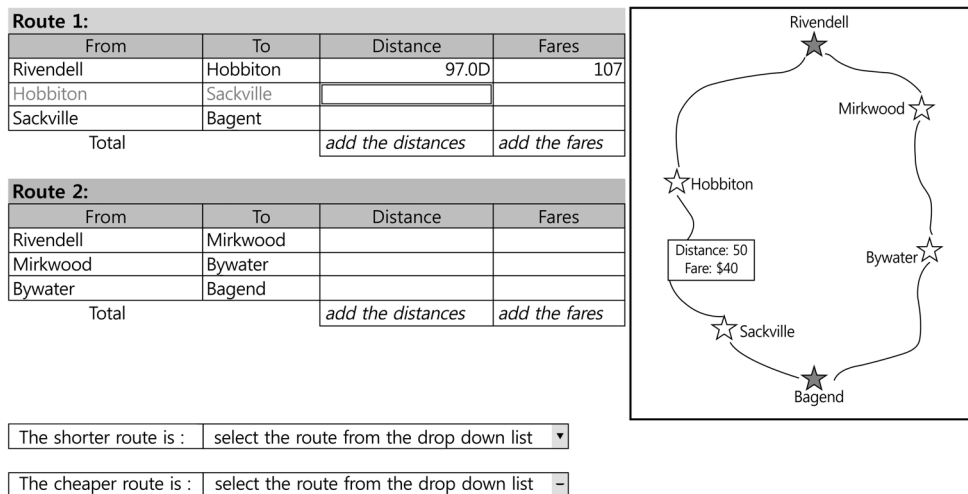 Route 1:
From To Distance Fares
Rivendell Hobbiton 97.0D 107
Hobbiton Sackville
Sackville Bagent
Total add the distances add the fares
Route 2:
From To Distance Fares
Rivendell Mirkwood
Mirkwood Bywater
Bywater Bagend
Total add the distances add the fares
The shorter route is : select the route from the drop down list
The cheaper route is : select the route from the drop down list
Rivendell
Mirkwood
Hobbiton
Distance: 50
Fare: $40
Bywater
Sackville
Bagend